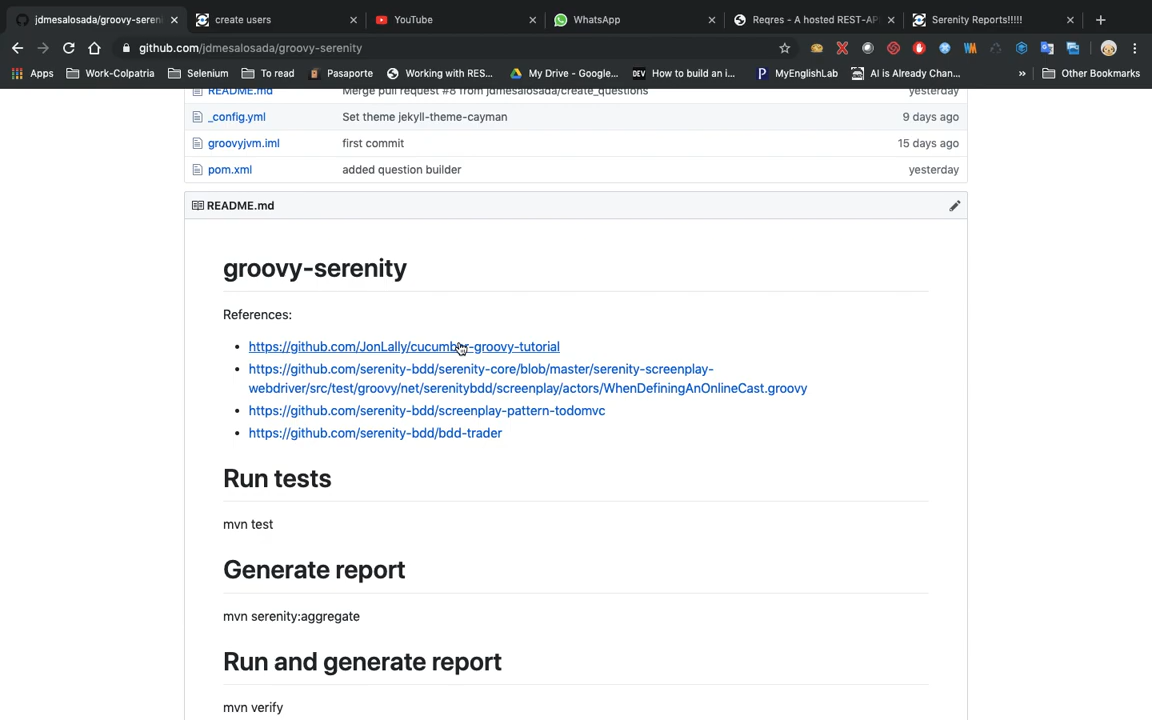 jdmesalosada/groovy-sereni
create users
YouTube
WhatsApp
Reqres - A hosted REST-AP
Serenity Reports!!!!!
github.com/jdmesalosada/groovy-serenity
Apps
Work-Colpatria
Selenium
To read
Pasaporte
Working with RES...
My Drive - Google...
DEV
How to build an i...
MyEnglishLab
AI is Already Chan...
»
Other Bookmarks
README.md
Merge pull request #8 from jdmesalosada/create_questions
yesterday
_config.yml
Set theme jekyll-theme-cayman
9 days ago
groovyjvm.iml
first commit
15 days ago
pom.xml
added question builder
yesterday
README.md
groovy-serenity
References:
https://github.com/JonLally/cucumber-groovy-tutorial
https://github.com/serenity-bdd/serenity-core/blob/master/serenity-screenplay-
webdriver/src/test/groovy/net/serenitybdd/screenplay/actors/WhenDefiningAnOnlineCast.groovy
https://github.com/serenity-bdd/screenplay-pattern-todomvc
https://github.com/serenity-bdd/bdd-trader
Run tests
mvn test
Generate report
mvn serenity:aggregate
Run and generate report
mvn verify